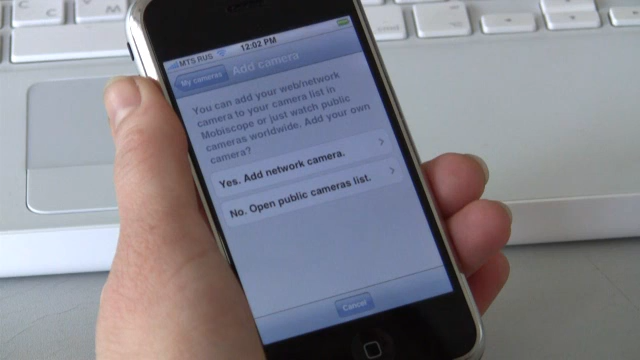 MTS RUS 12:02 PM
My cameras Add camera
You can add your web/network
camera to your camera list in
Mobiscope or just watch public
cameras worldwide. Add your own
camera?
Yes. Add network camera.
No. Open public cameras list.
Cancel